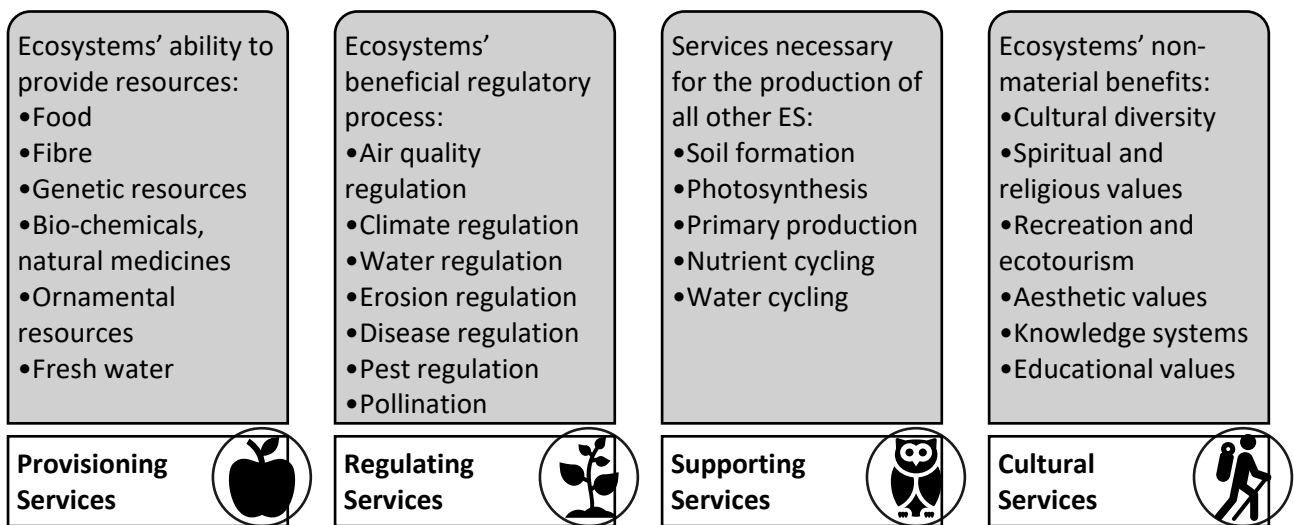 Ecosystems’ ability to
provide resources:
•Food
•Fibre
•Genetic resources
•Bio-chemicals,
natural medicines
•Ornamental
resources
•Fresh water
Provisioning
Services
Ecosystems’
beneficial regulatory
process:
•Air quality
regulation
•Climate regulation
•Water regulation
•Erosion regulation
•Disease regulation
•Pest regulation
•Pollination
Regulating
Services
Services necessary
for the production of
all other ES:
•Soil formation
•Photosynthesis
•Primary production
•Nutrient cycling
•Water cycling
Supporting
Services
Ecosystems’ non-
material benefits:
•Cultural diversity
•Spiritual and
religious values
•Recreation and
ecotourism
•Aesthetic values
•Knowledge systems
•Educational values
Cultural
Services